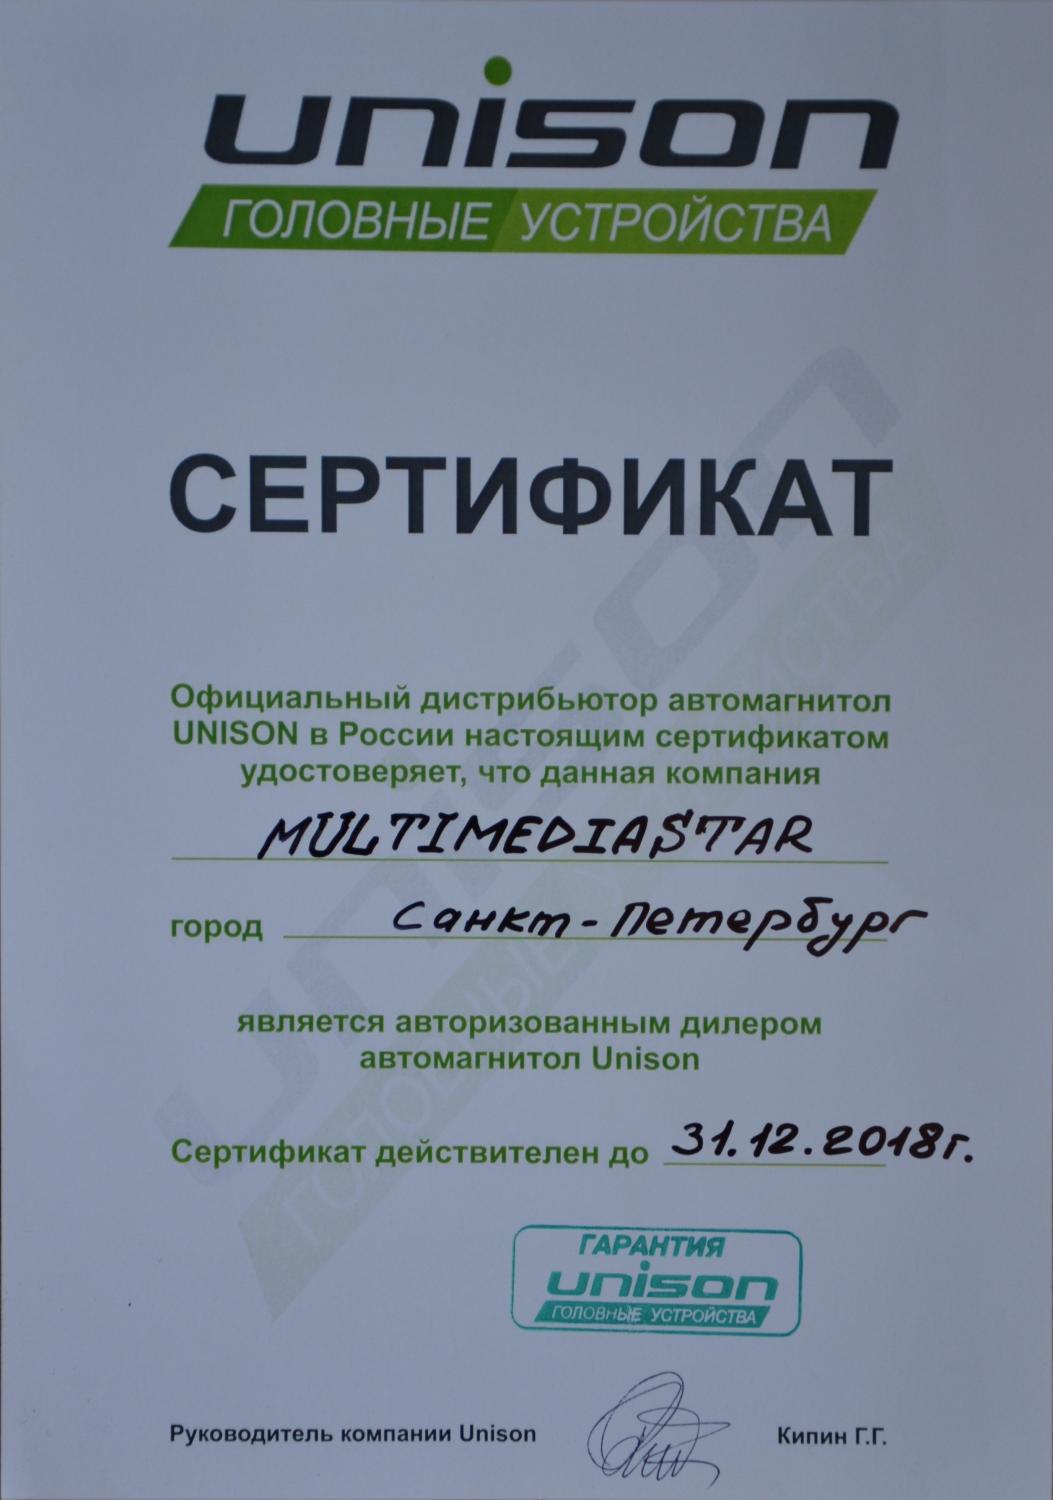 unison
ГОЛОВНЫЕ УСТРОЙСТВА
СЕРТИФИКАТ
Официальный дистрибьютор автомагнитол
UNISON в России настоящим сертификатом
удостоверяет, что данная компания
MULTIMEDIASTAR
город Санкт-Петербург
является авторизованным дилером
автомагнитол Unison
Сертификат действителен до 31.12.2018г.
ГАРАНТИЯ
unison
ГОЛОВНЫЕ УСТРОЙСТВА
Руководитель компании Unison Кипин Г.Г.